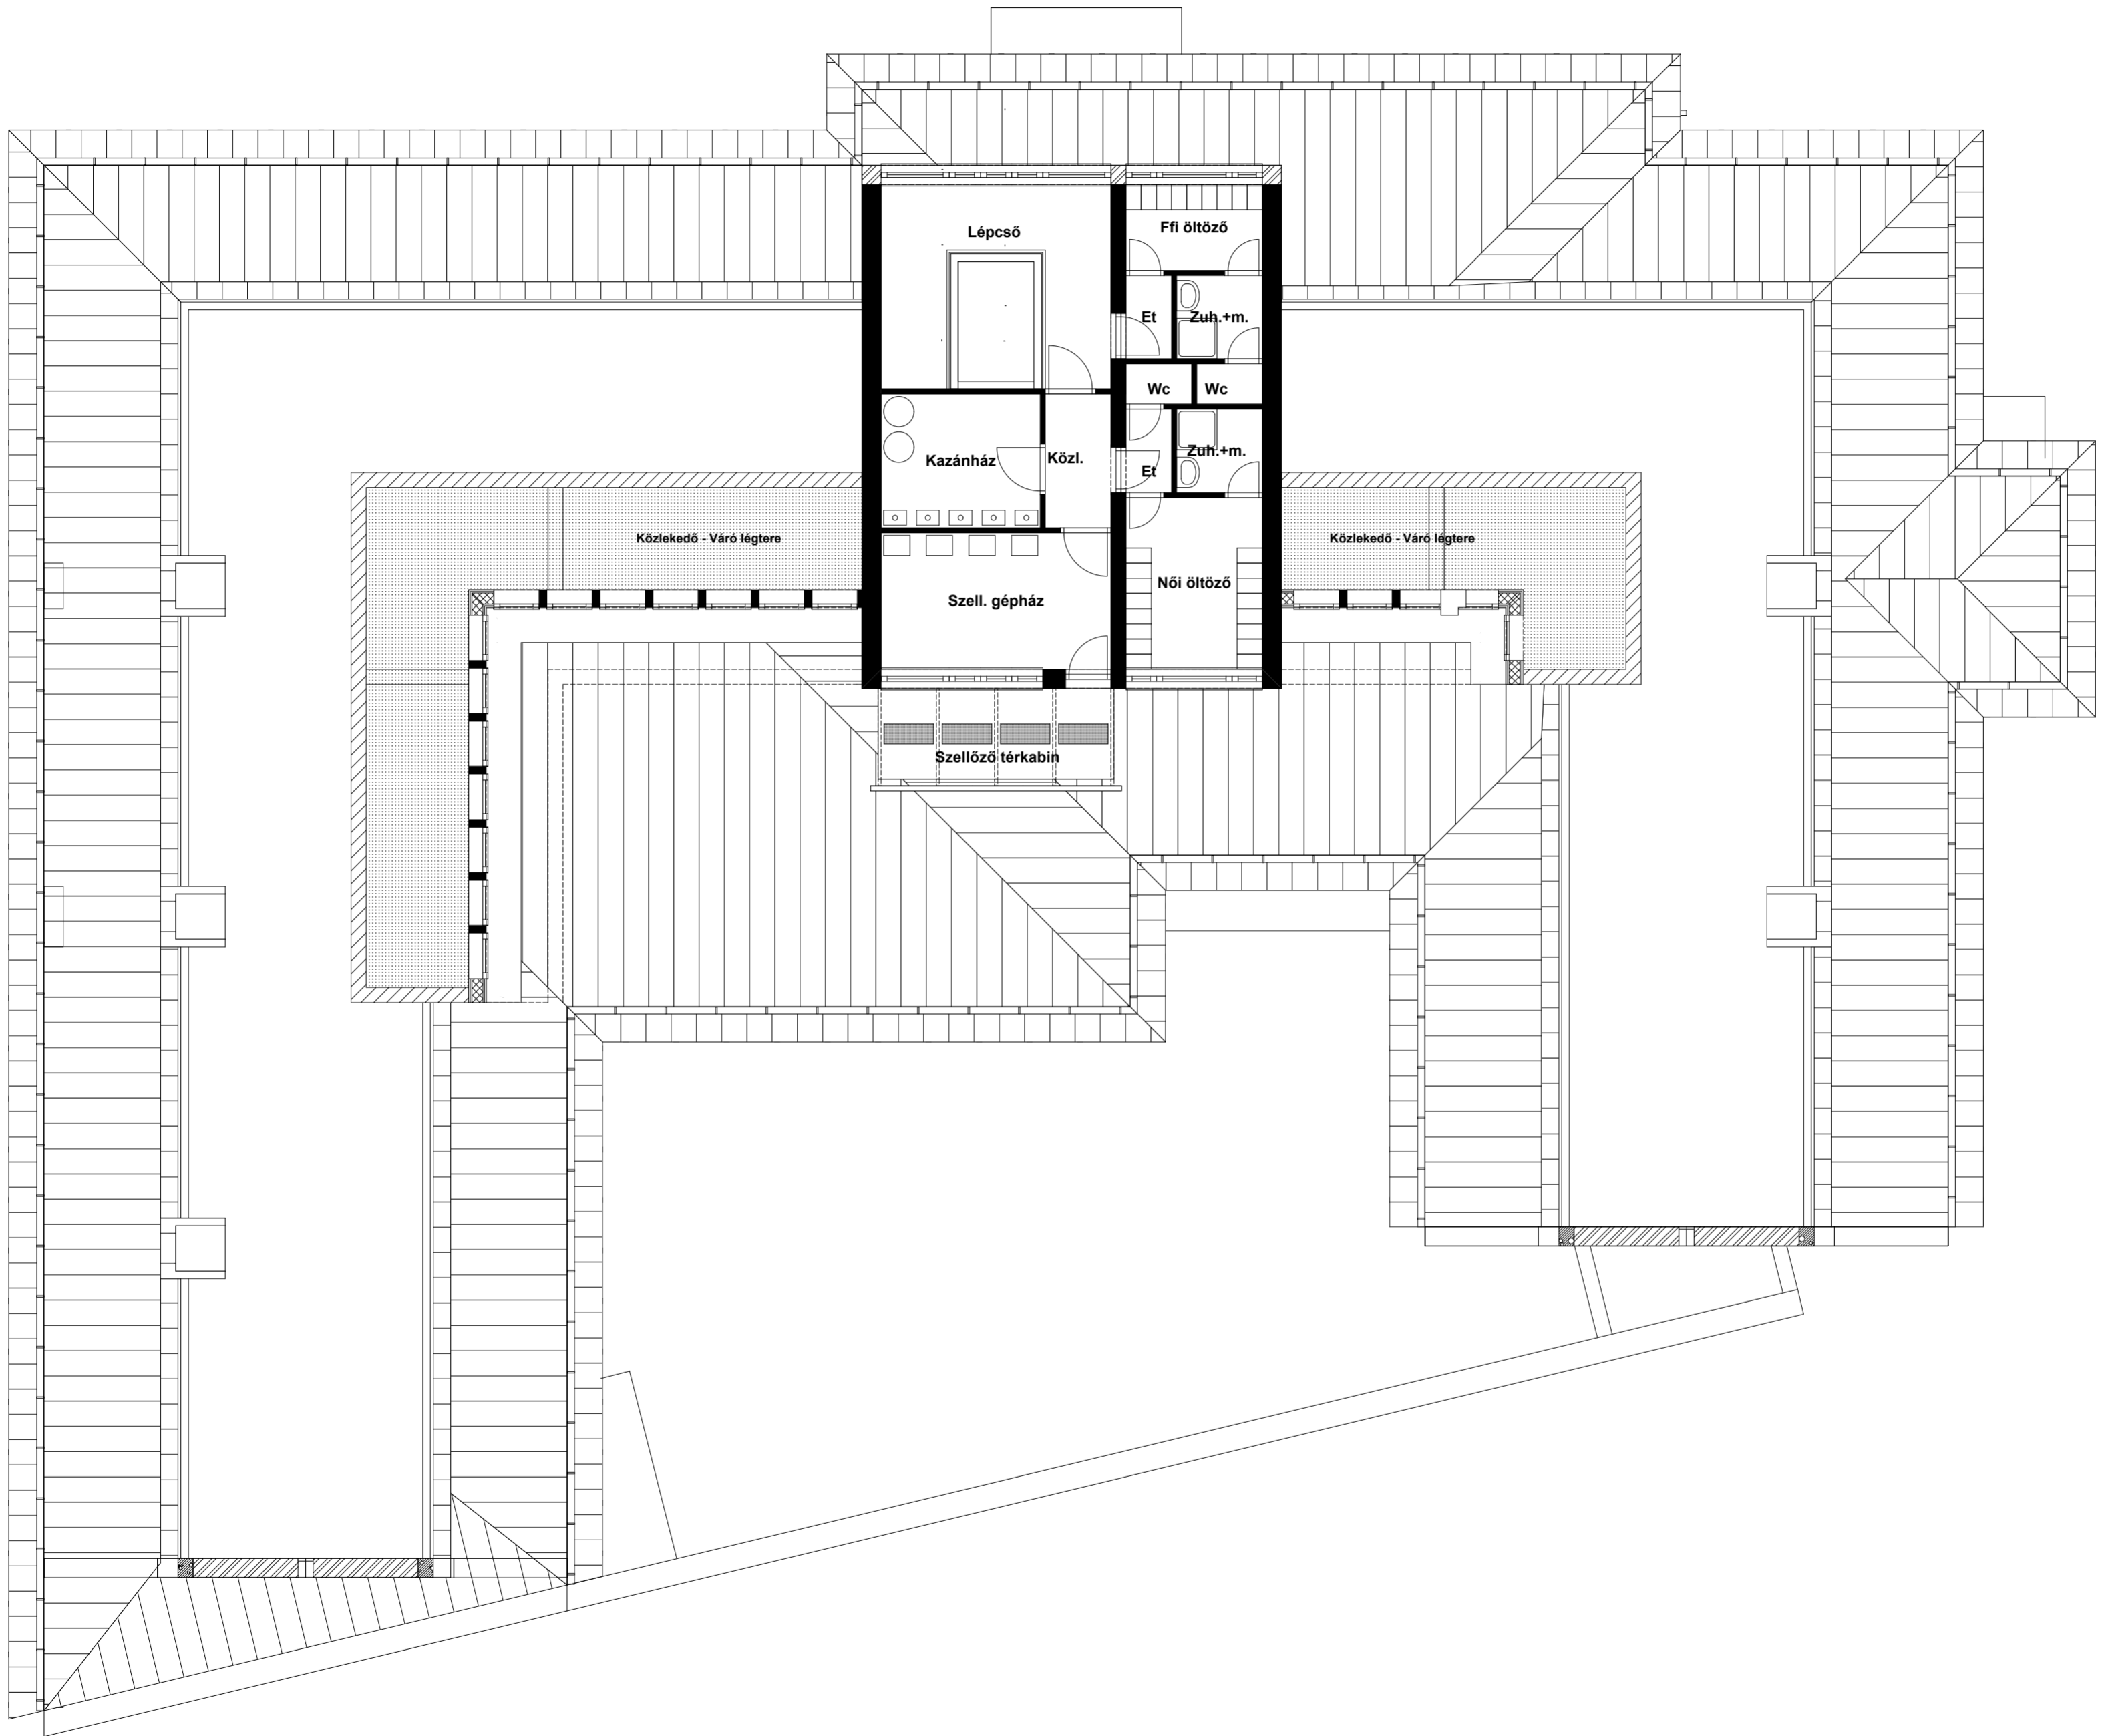 Lépcső
Ffi öltöző
Et
Zuh.+m.
Wc
Wc
Kazánház
Közl.
Et
Zuh.+m.
Közlekedő - Váró légtere
Közlekedő - Váró légtere
Szell. gépház
Női öltöző
Szellőző térkabin